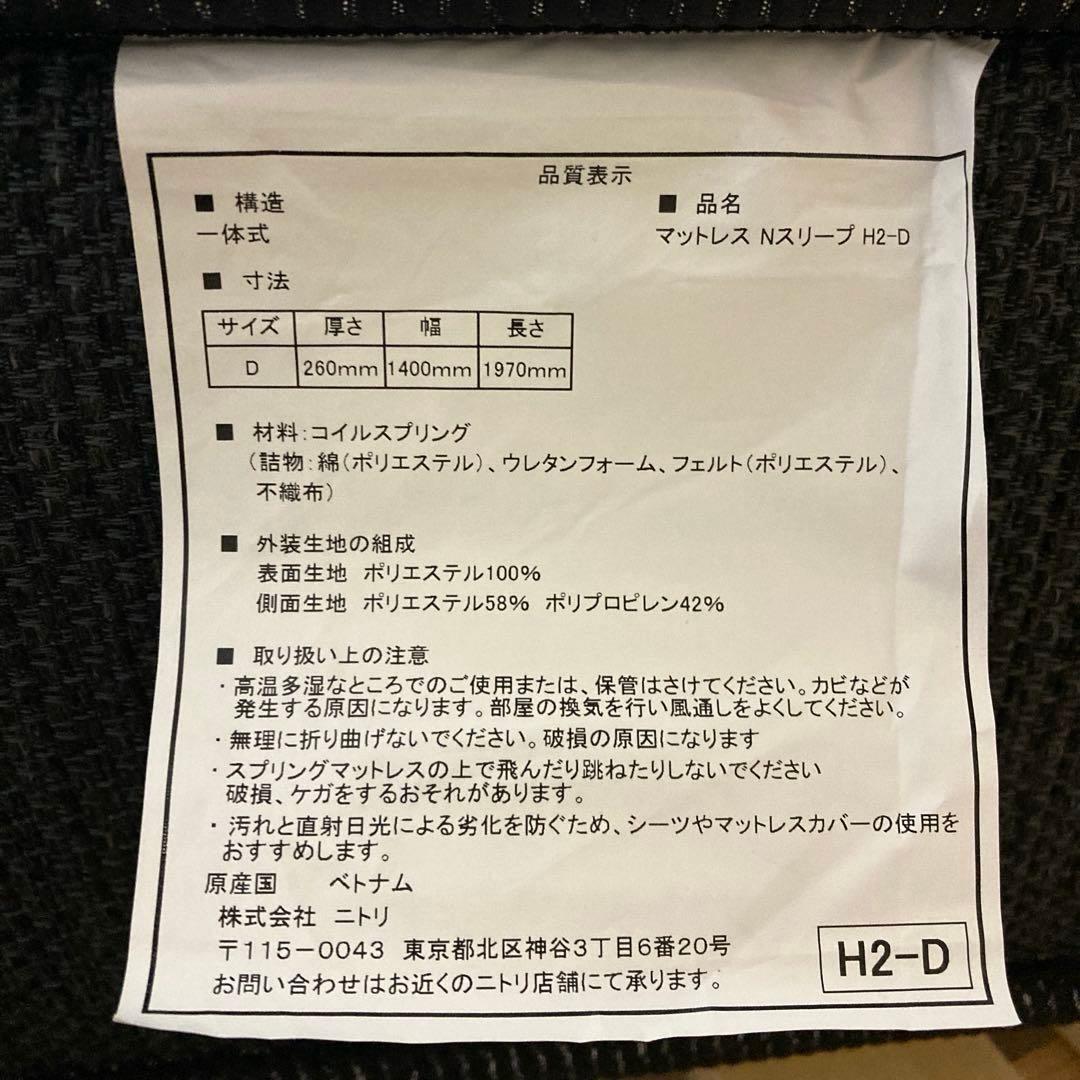 品質表示
■ 構造
一体式
■ 品名
マットレス Nスリープ H2-D
■ 寸法
サイズ 厚さ 幅 長さ
D 260mm 1400mm 1970mm
■ 材料:コイルスプリング
(詰物:綿(ポリエステル)、ウレタンフォーム、フェルト(ポリエステル)、
不織布)
■ 外装生地の組成
表面生地 ポリエステル100%
側面生地 ポリエステル58% ポリプロピレン42%
■ 取り扱い上の注意
・高温多湿なところでのご使用または、保管はさけてください。カビなどが
発生する原因になります。部屋の換気を行い風通しをよくしてください。
・無理に折り曲げないでください。破損の原因になります
・スプリングマットレスの上で飛んだり跳ねたりしないでください
破損、ケガをするおそれがあります。
・汚れと直射日光による劣化を防ぐため、シーツやマットレスカバーの使用を
おすすめします。
原産国 ベトナム
株式会社 ニトリ
〒115-0043 東京都北区神谷3丁目6番20号
お問い合わせはお近くのニトリ店舗にて承ります。
H2-D